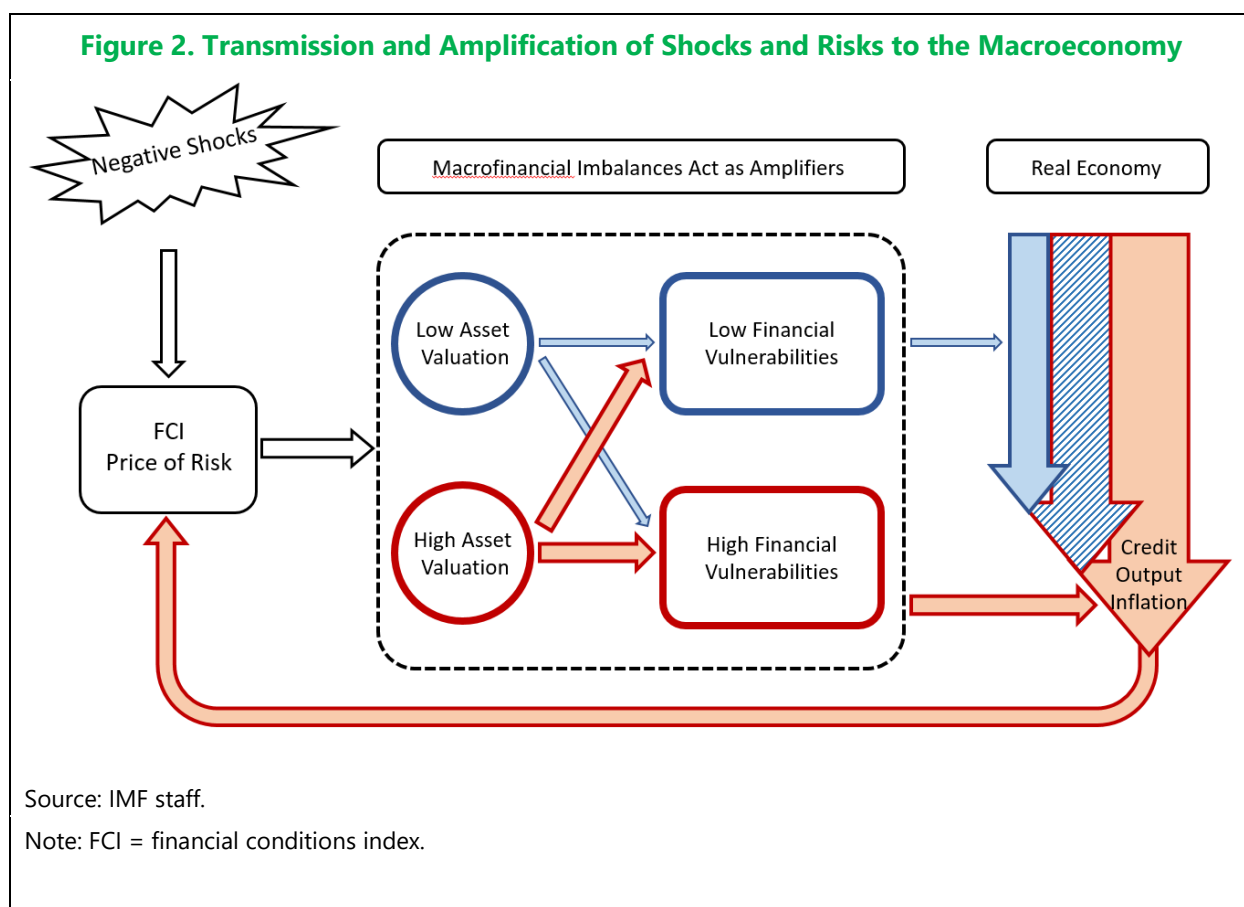 Figure 2. Transmission and Amplification of Shocks and Risks to the Macroeconomy
Negative Shocks
Macrofinancial Imbalances Act as Amplifiers
Real Economy
Low Asset
Valuation
Low Financial
Vulnerabilities
FCI
Price of Risk
High Asset
Valuation
High Financial
Vulnerabilities
Credit
Output
Inflation
Source: IMF staff.
Note: FCI = financial conditions index.